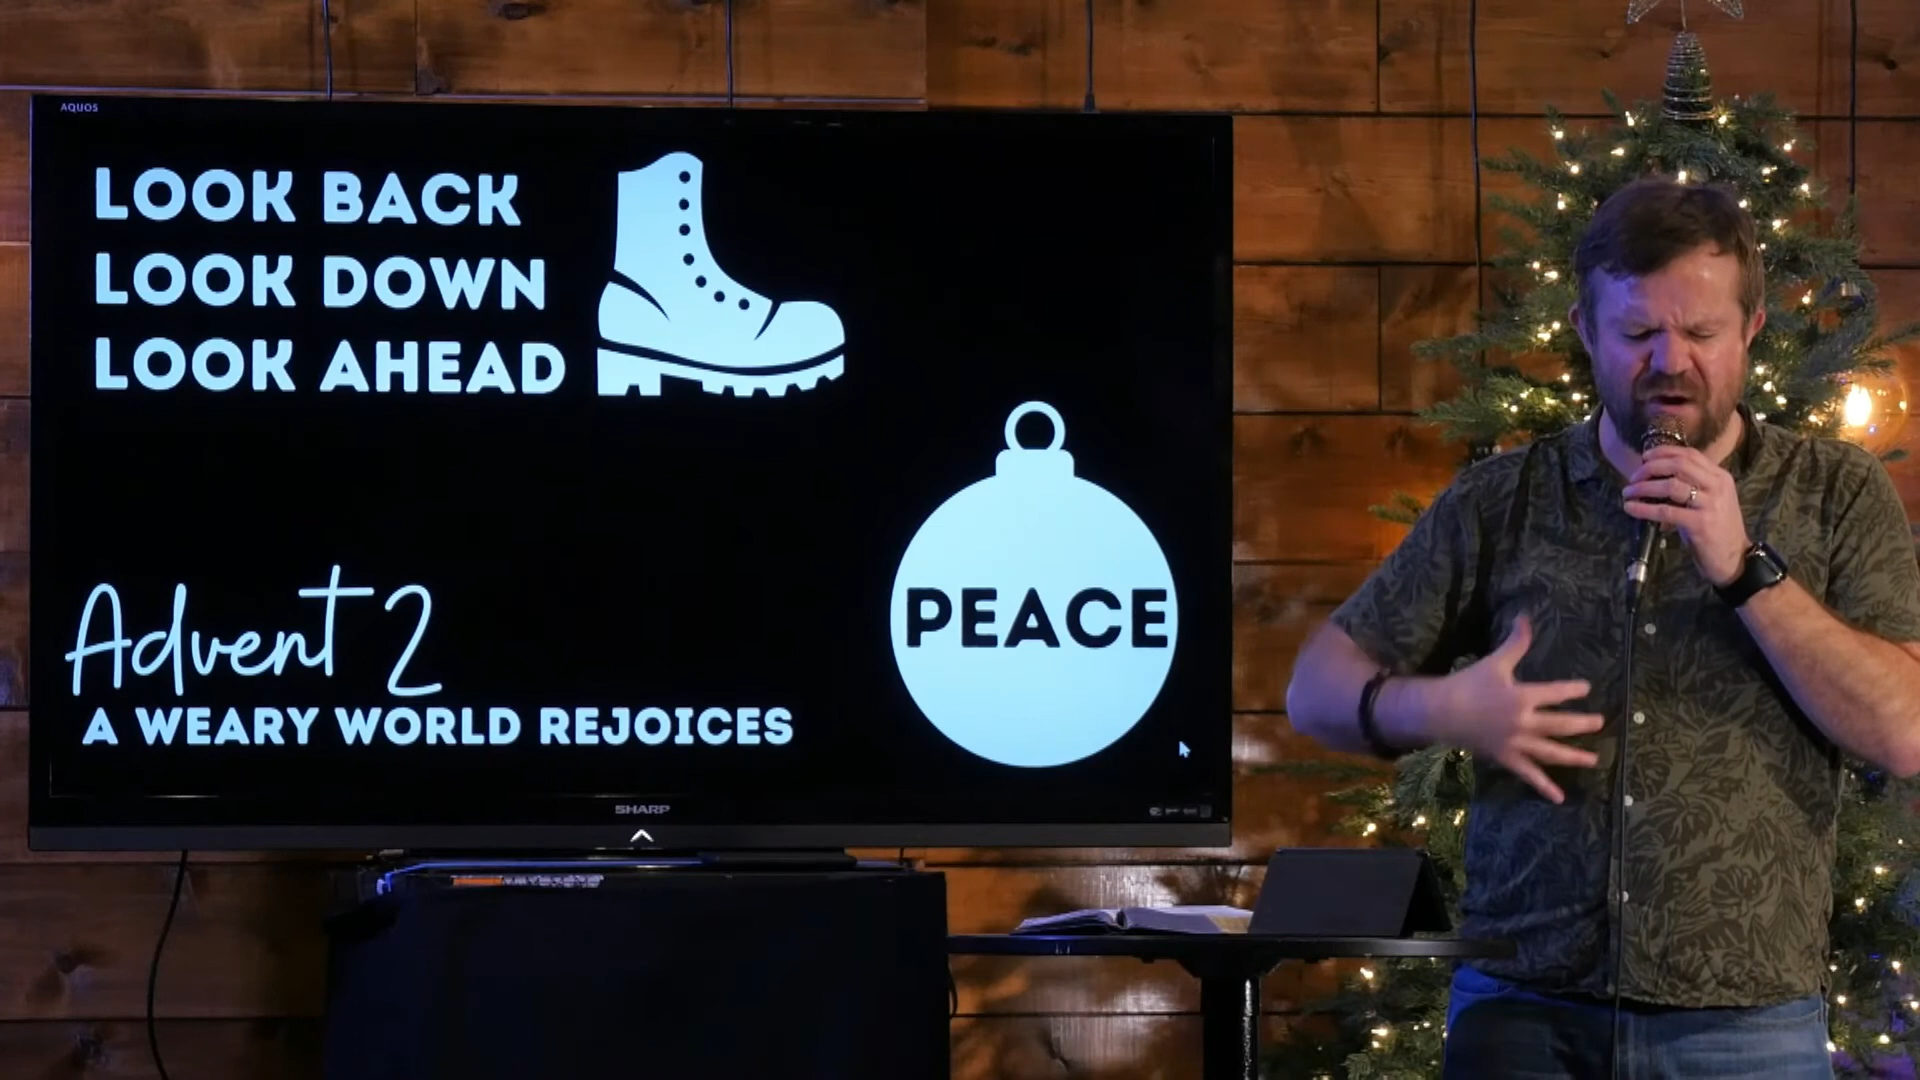 AQUOS
LOOK BACK
LOOK DOWN
LOOK AHEAD
PEACE
Advent 2
A WEARY WORLD REJOICES
SHARP